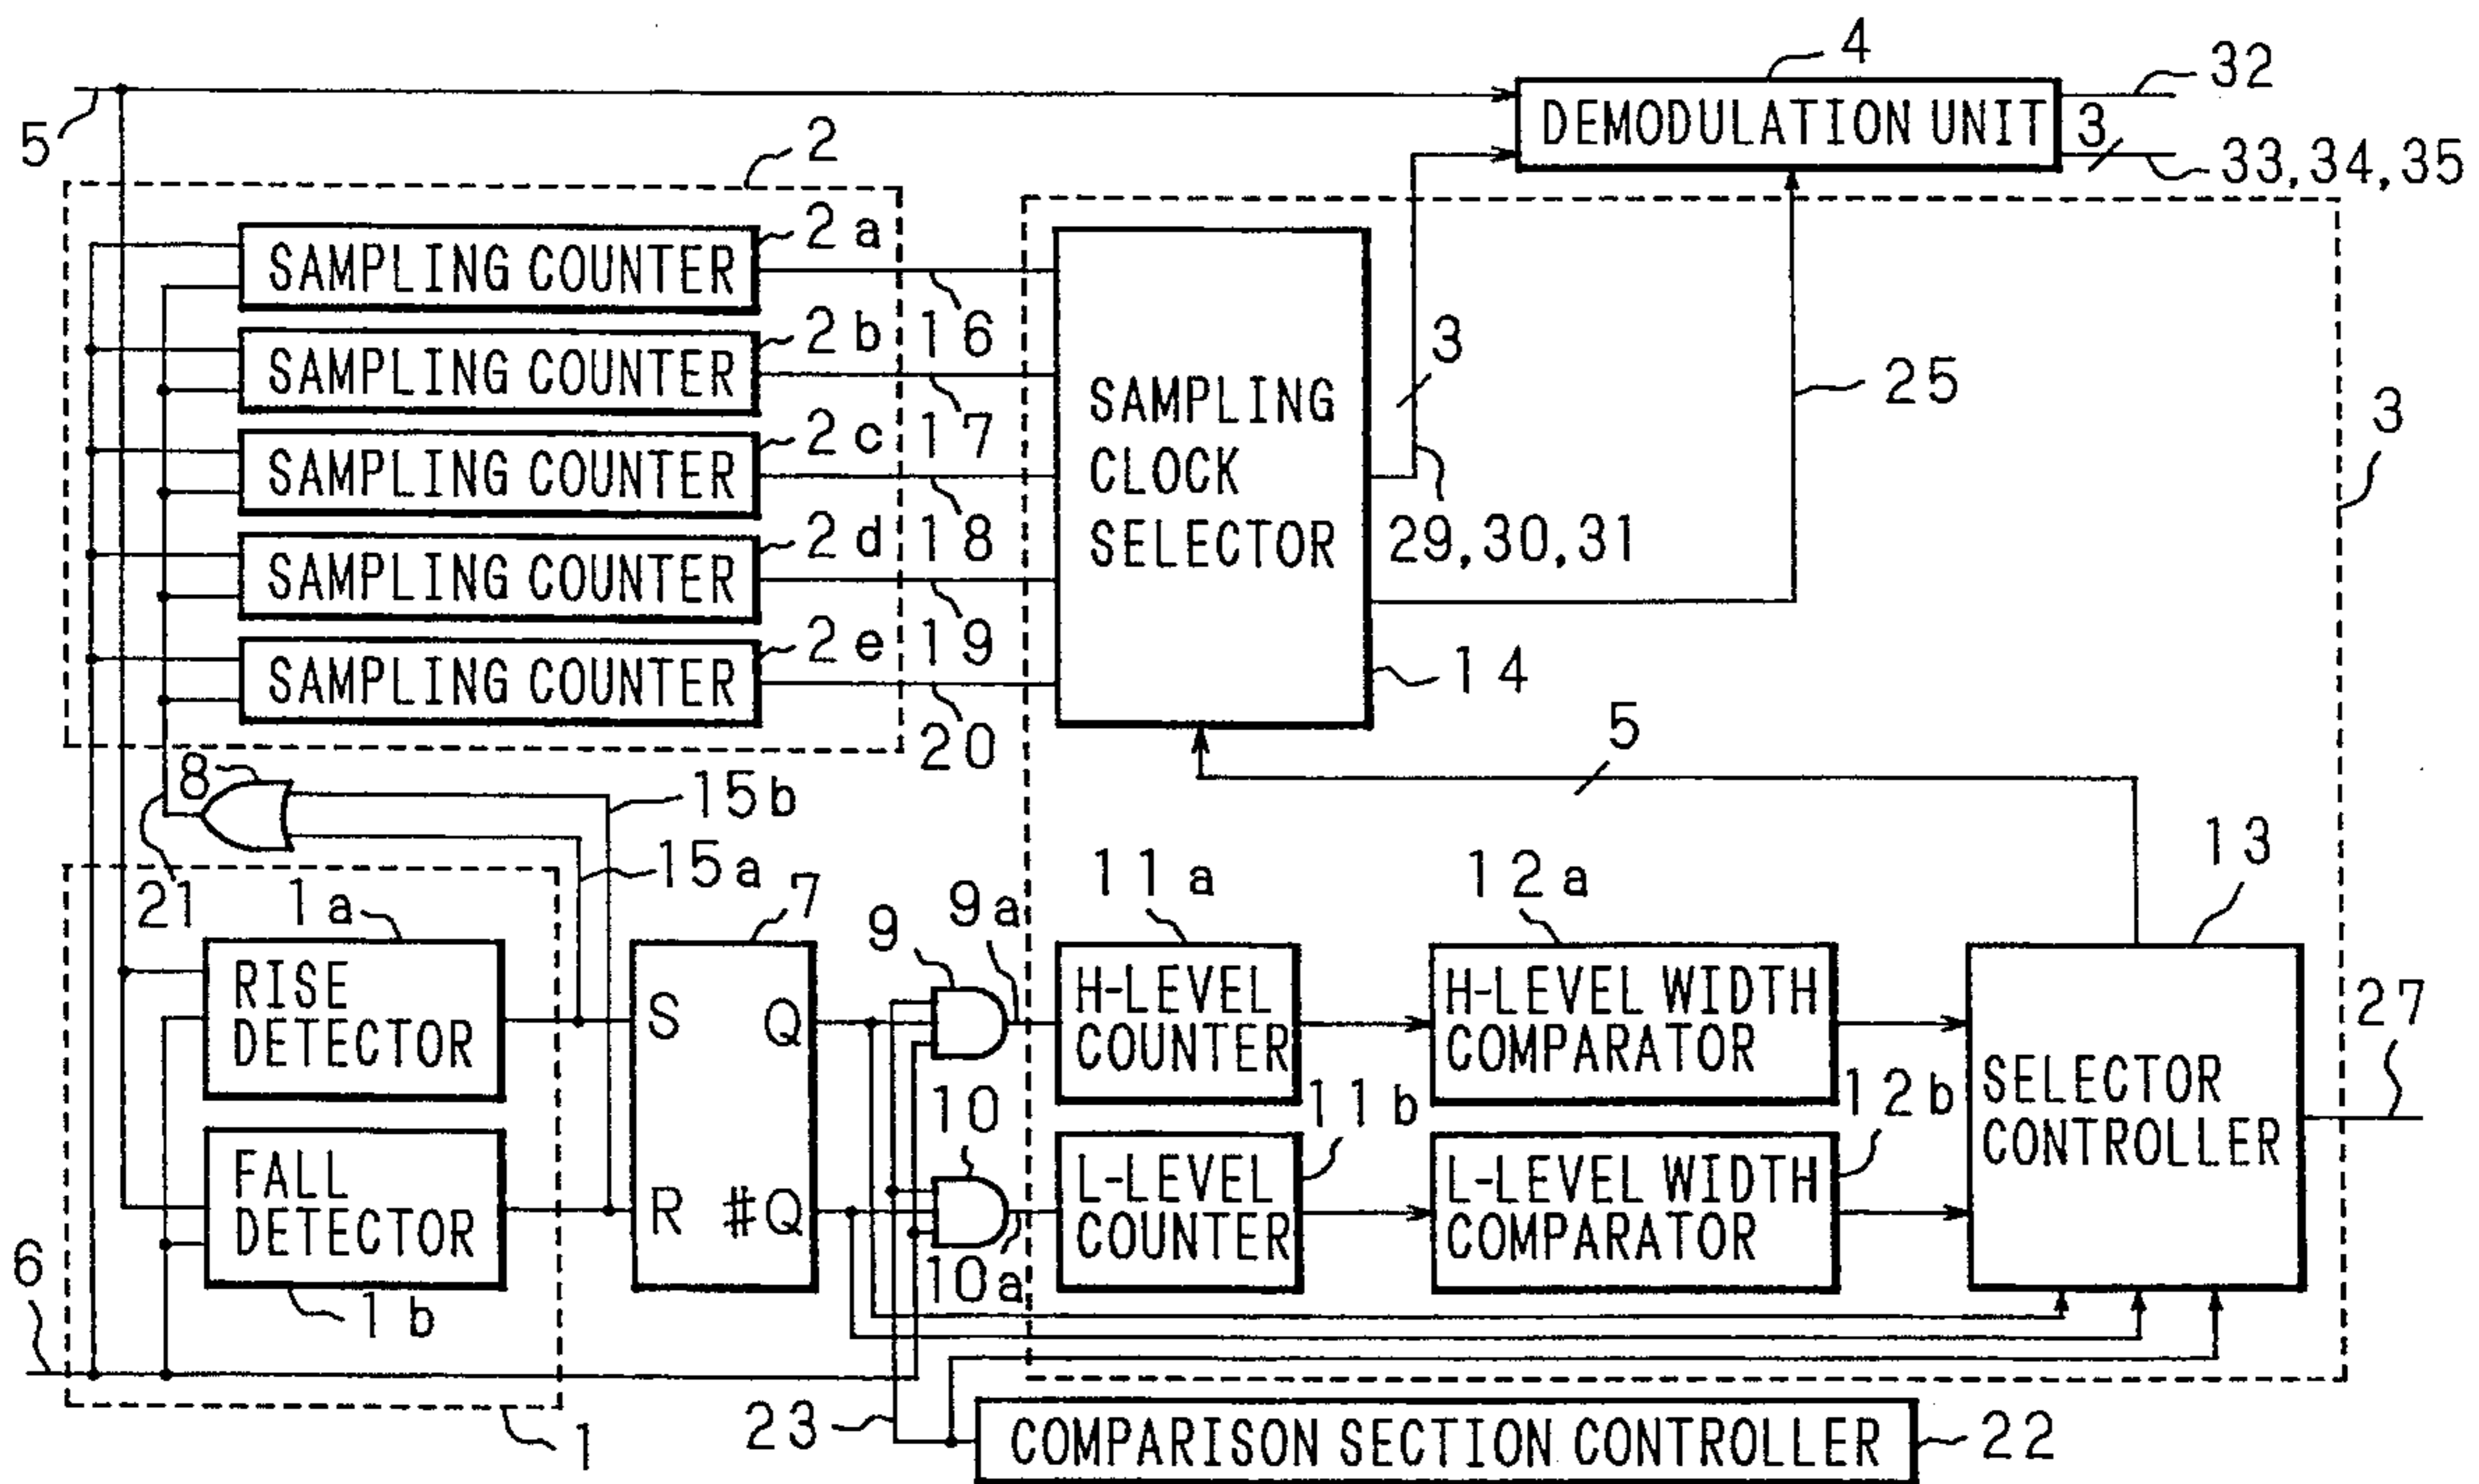 4
32
5
DEMODULATION UNIT
3
33,34,35
2
SAMPLING COUNTER
2a
16
SAMPLING COUNTER
2b
17
SAMPLING COUNTER
2c
18
SAMPLING COUNTER
2d
19
SAMPLING COUNTER
2e
20
SAMPLING
CLOCK
SELECTOR
3
29,30,31
25
3
14
5
8
15b
15a
21
1a
7
9
9a
11a
12a
13
RISE
DETECTOR
S
Q
H-LEVEL
COUNTER
H-LEVEL WIDTH
COMPARATOR
SELECTOR
CONTROLLER
27
10
11b
12b
FALL
DETECTOR
R
#Q
L-LEVEL
COUNTER
L-LEVEL WIDTH
COMPARATOR
6
1b
10a
23
1
COMPARISON SECTION CONTROLLER
22